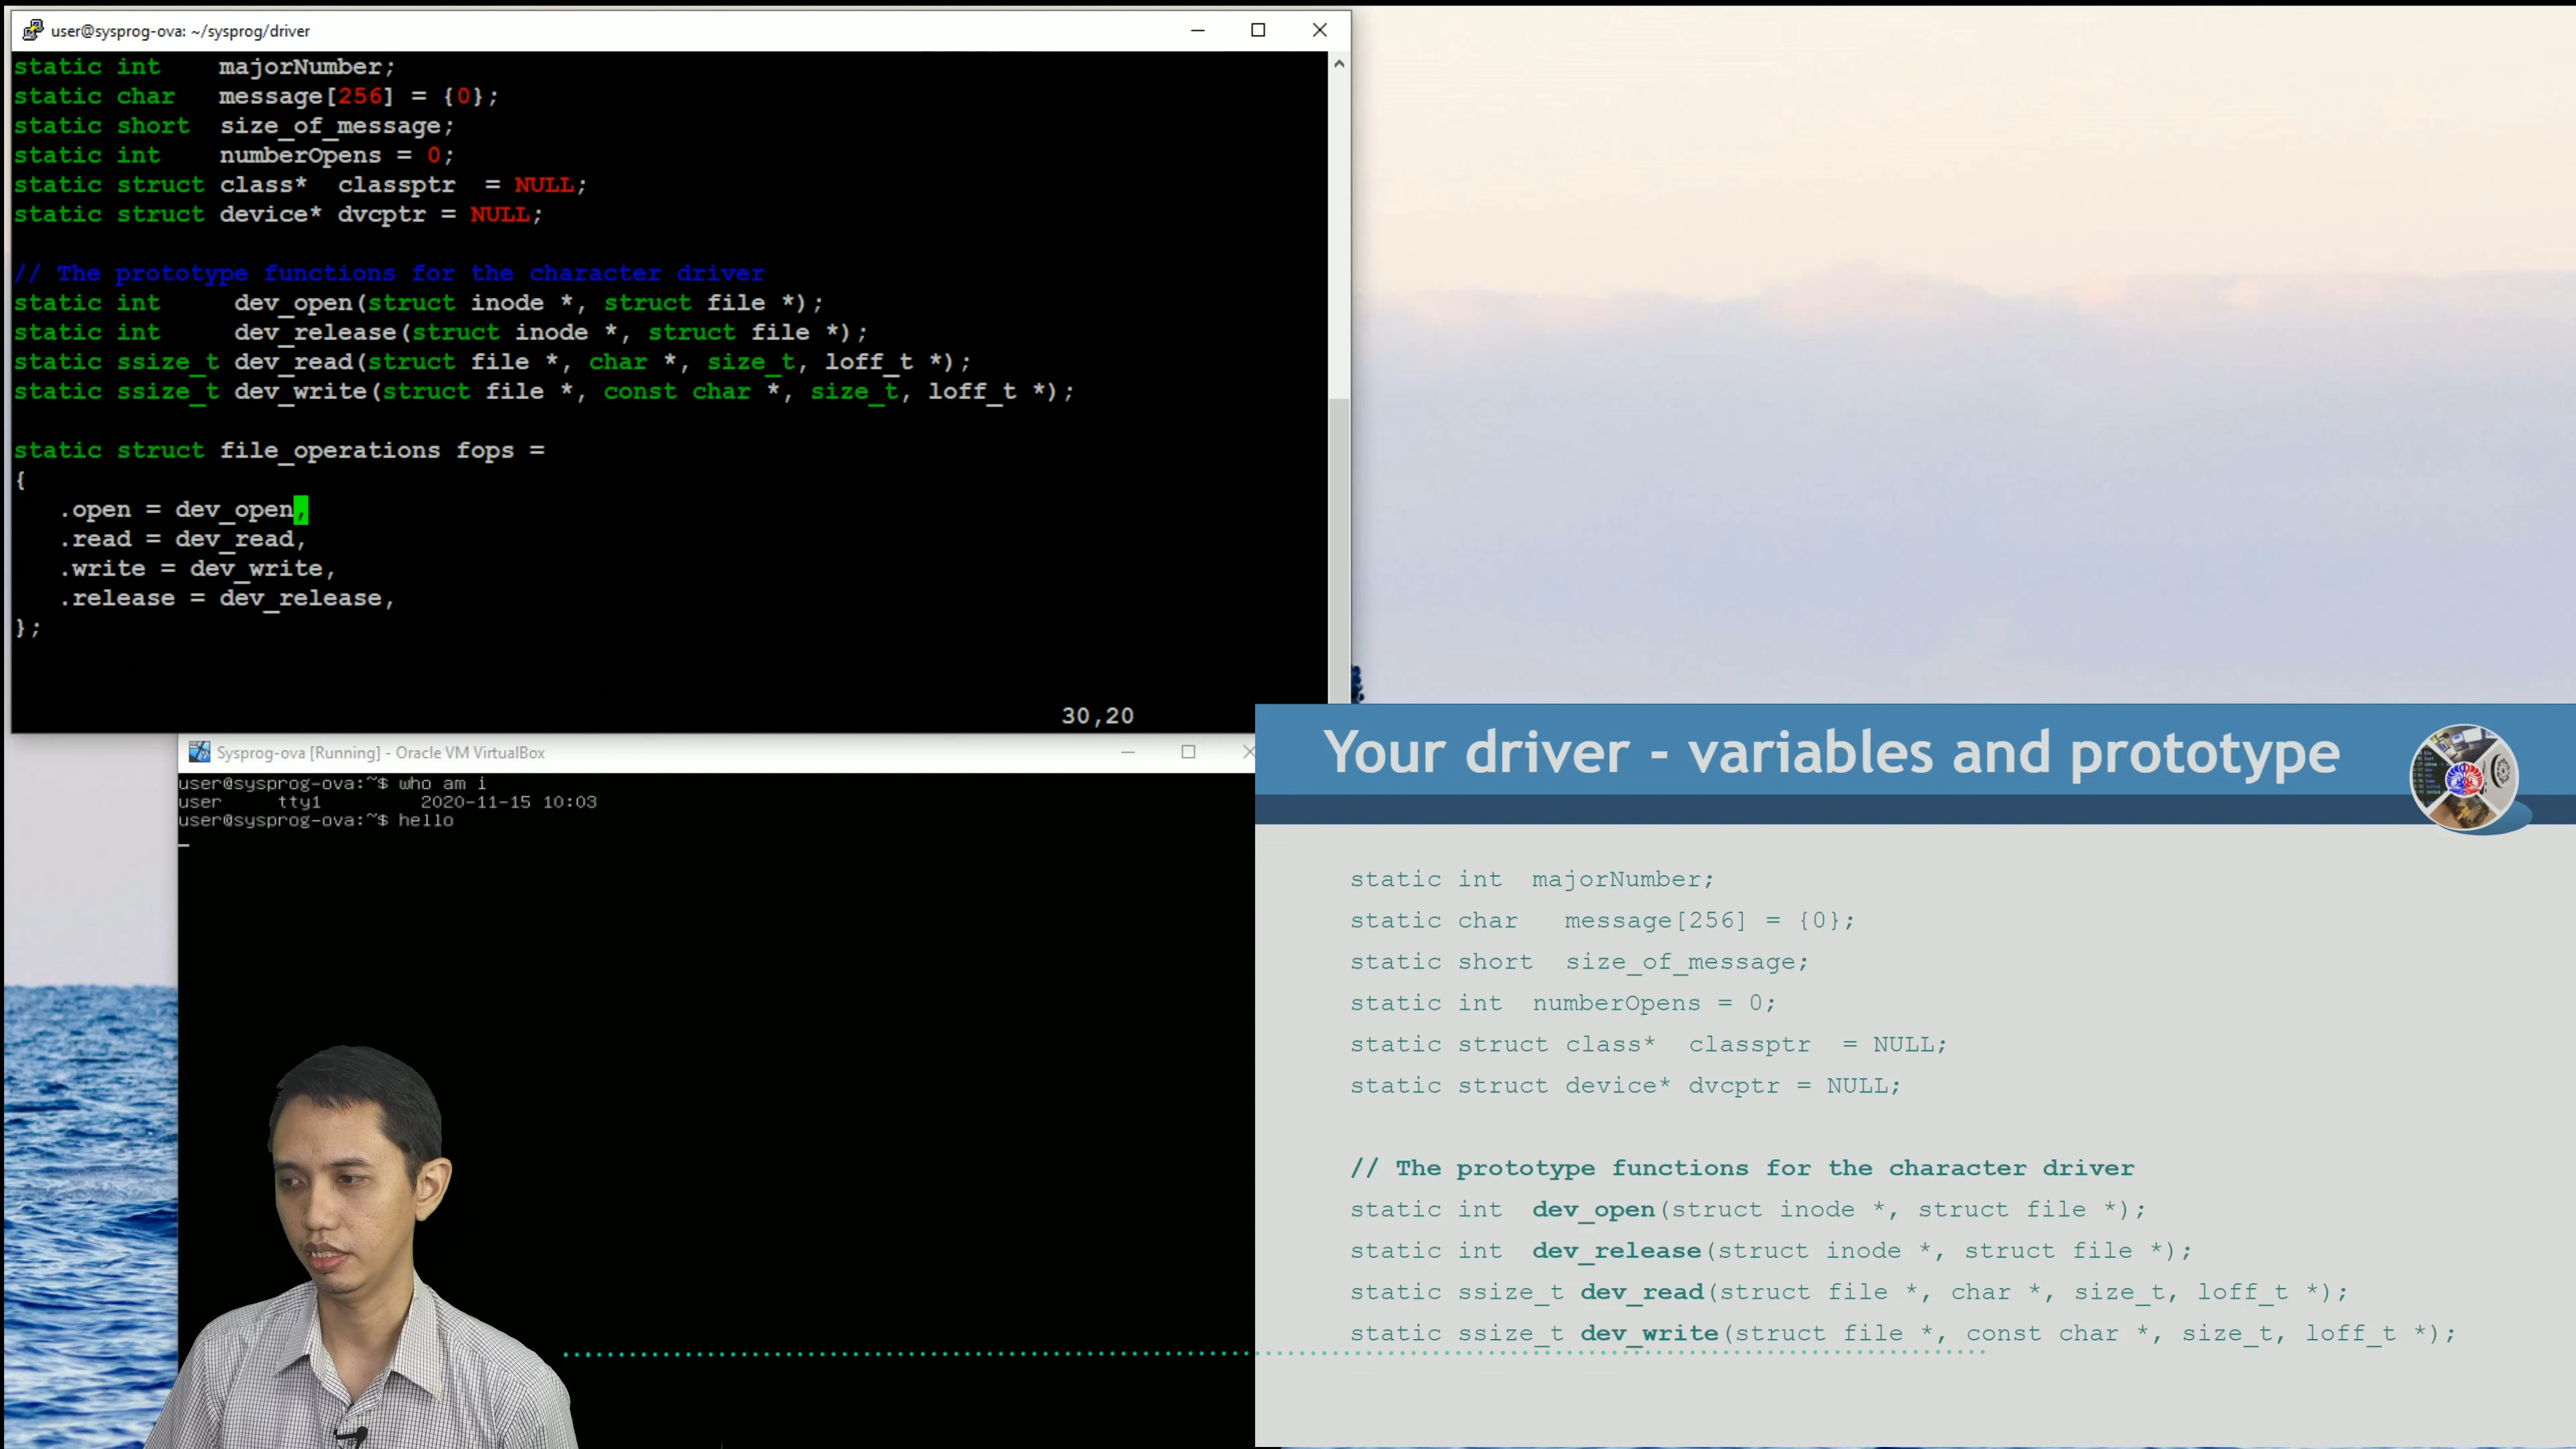 user@sysprog-ova: ~/sysprog/driver
static int    majorNumber;
static char   message[256] = {0};
static short  size_of_message;
static int    numberOpens = 0;
static struct class*  classptr  = NULL;
static struct device* dvcptr = NULL;
// The prototype functions for the character driver
static int     dev_open(struct inode *, struct file *);
static int     dev_release(struct inode *, struct file *);
static ssize_t dev_read(struct file *, char *, size_t, loff_t *);
static ssize_t dev_write(struct file *, const char *, size_t, loff_t *);
static struct file_operations fops =
{
   .open = dev_open,
   .read = dev_read,
   .write = dev_write,
   .release = dev_release,
};
30,20
Sysprog-ova [Running] - Oracle VM VirtualBox
user@sysprog-ova:~$ who am i
user     tty1         2020-11-15 10:03
user@sysprog-ova:~$ hello
Your driver - variables and prototype
static int  majorNumber;
static char   message[256] = {0};
static short  size_of_message;
static int  numberOpens = 0;
static struct class*  classptr  = NULL;
static struct device* dvcptr = NULL;
// The prototype functions for the character driver
static int  dev_open(struct inode *, struct file *);
static int  dev_release(struct inode *, struct file *);
static ssize_t dev_read(struct file *, char *, size_t, loff_t *);
static ssize_t dev_write(struct file *, const char *, size_t, loff_t *);